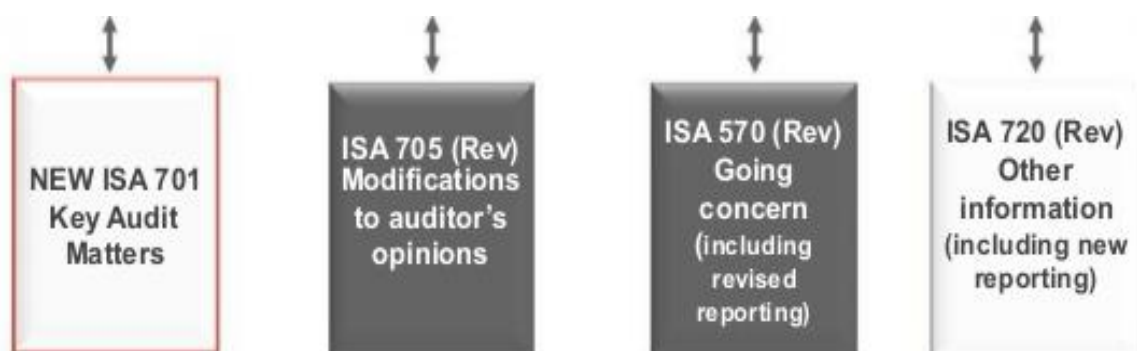 NEW ISA 701
Key Audit
Matters
ISA 705 (Rev)
Modifications
to auditor's
opinions
ISA 570 (Rev)
Going
concern
(including
revised
reporting)
ISA 720 (Rev)
Other
information
(including new
reporting)